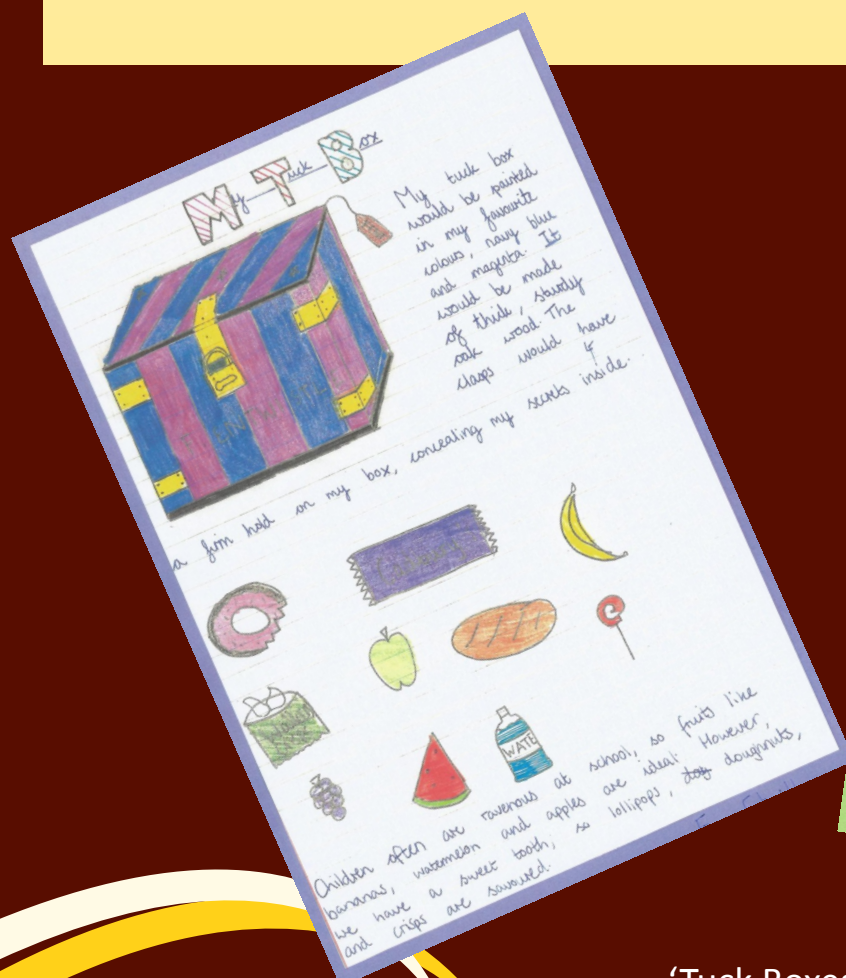 My Tuck Box
My tuck box
would be painted
in my favourite
colours, navy blue
and magenta. It
would be made
of thick, sturdy
oak wood. The
clasps would have
a firm hold on my box, concealing my secrets inside.
WATE
Children often are ravenous at school, so fruits like
bananas, watermelon and apples are ideal. However,
we have a sweet tooth, so lollipops, doughnuts,
and crisps are savoured.
‘Tuck Boxes